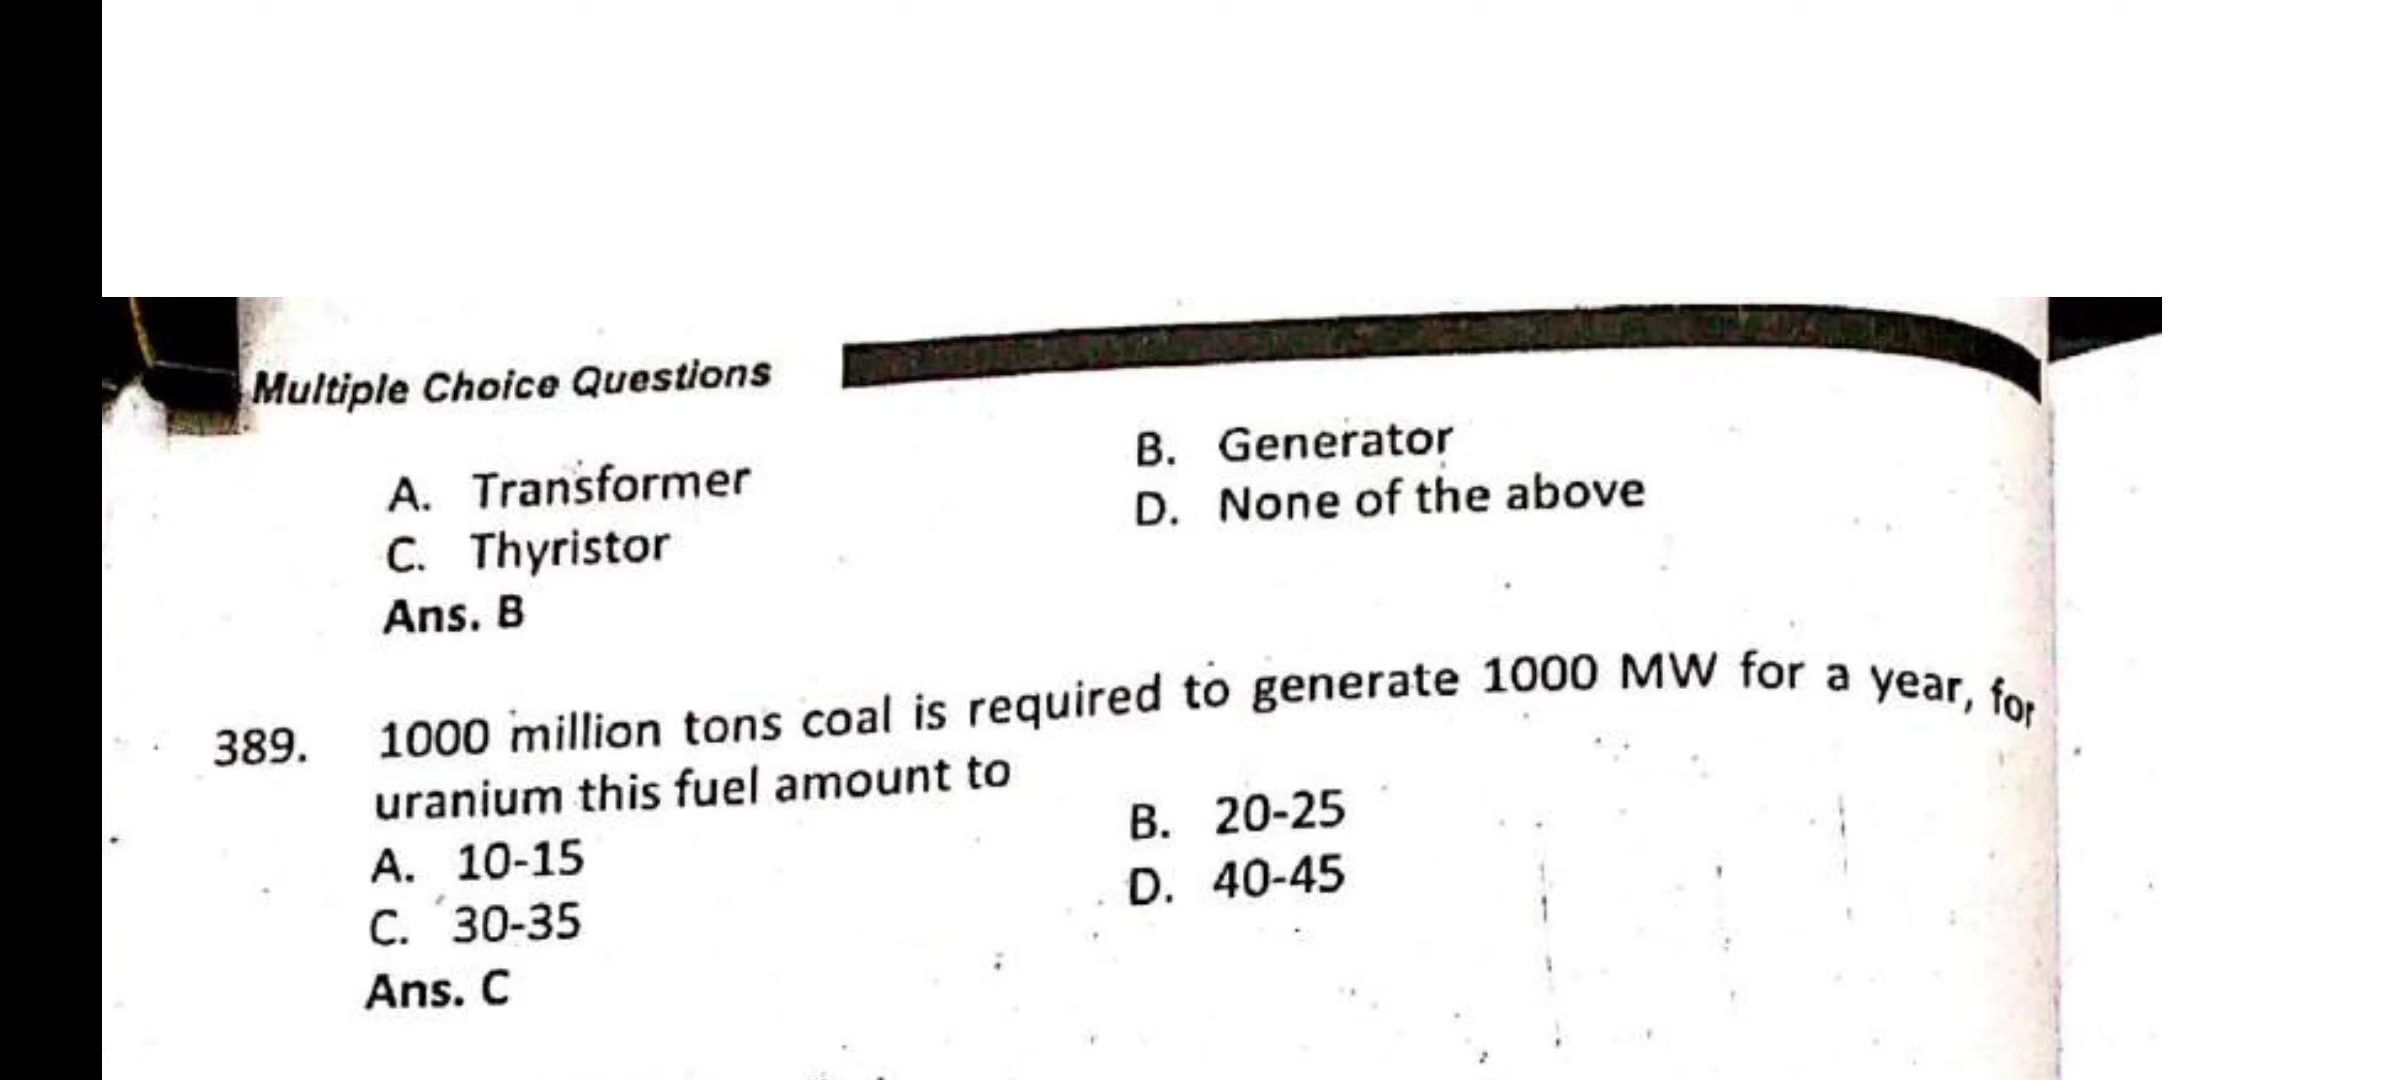 Multiple Choice Questions
A. Transformer
B. Generator
C. Thyristor
D. None of the above
Ans. B
389. 1000 million tons coal is required to generate 1000 MW for a year, for
uranium this fuel amount to
A. 10-15
B. 20-25
C. 30-35
D. 40-45
Ans. C